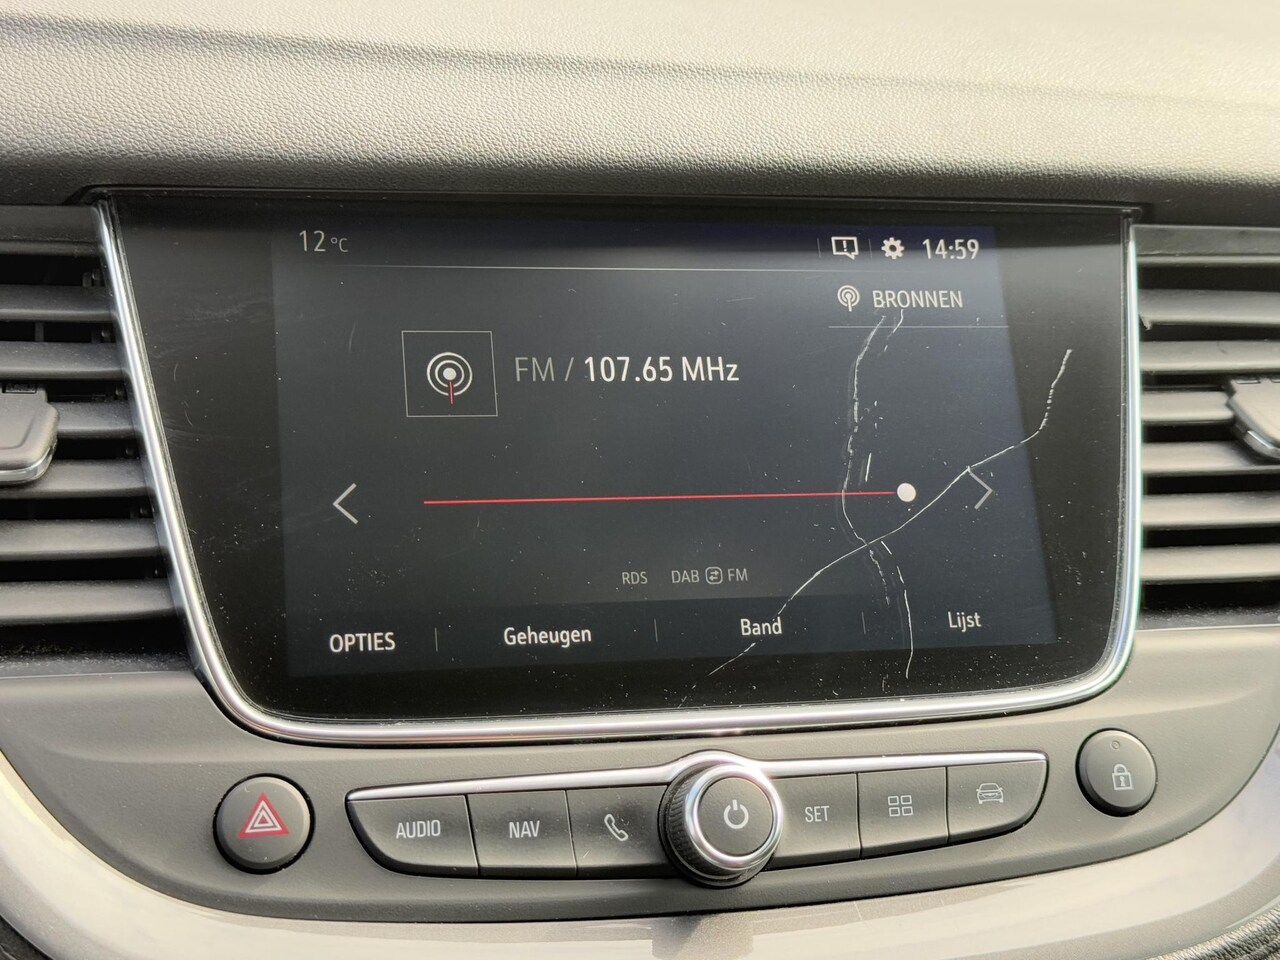 12 °C
14:59
BRONNEN
FM / 107.65 MHz
RDS DAB FM
OPTIES Geheugen Band Lijst
AUDIO NAV SET